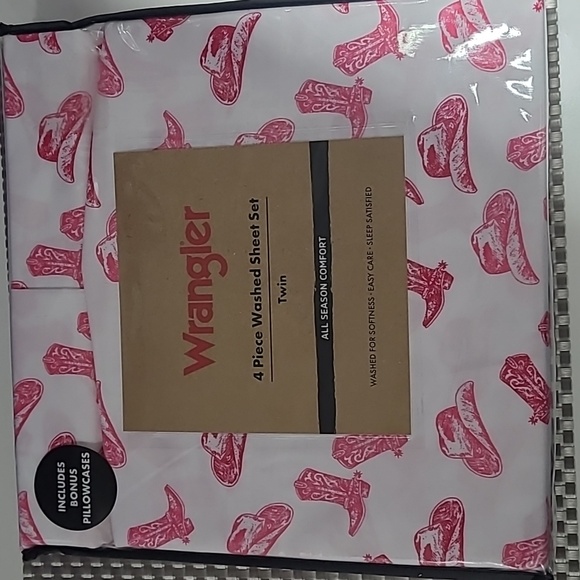 Wrangler
4 Piece Washed Sheet Set
Twin
ALL SEASON COMFORT
WASHED FOR SOFTNESS · EASY CARE · SLEEP SATISFIED
INCLUDES
BONUS
PILLOWCASES